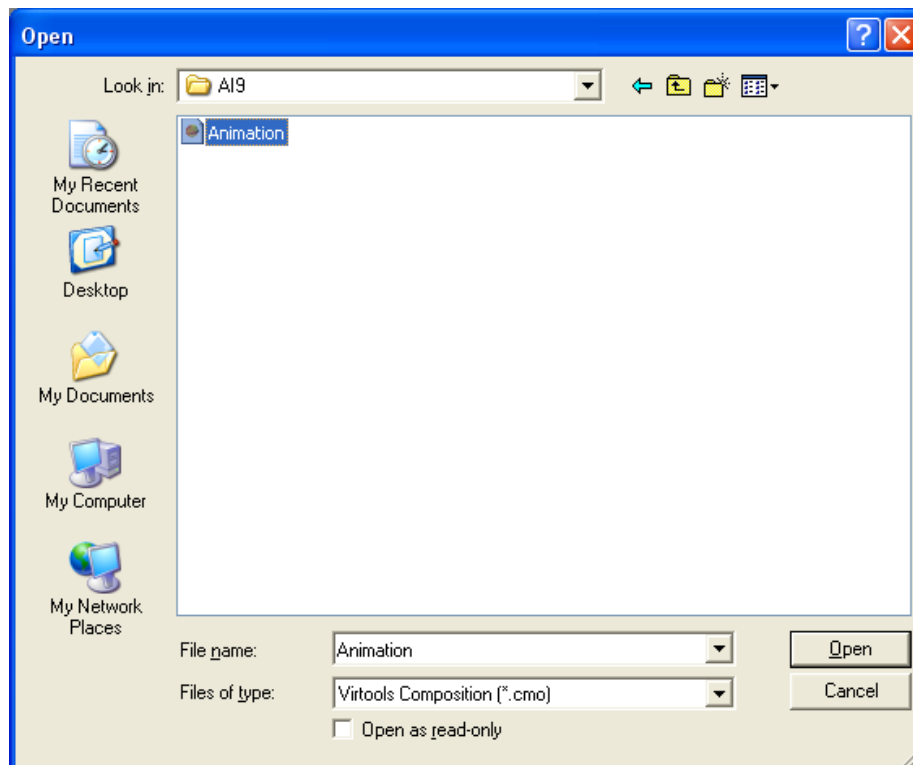 Open
Look in:
AI9
Animation
My Recent
Documents
Desktop
My Documents
My Computer
My Network
Places
File name:
Animation
Open
Files of type:
Virtools Composition (*.cmo)
Cancel
Open as read-only